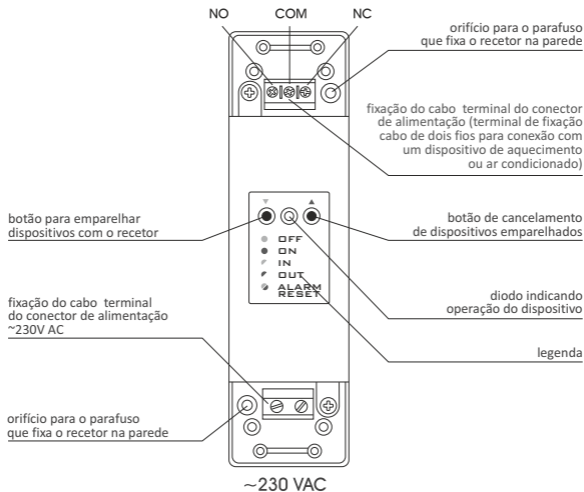 NO COM NC
orifício para o parafuso
que fixa o recetor na parede
fixação do cabo terminal do conector
de alimentação (terminal de fixação
cabo de dois fios para conexão com
um dispositivo de aquecimento
ou ar condicionado)
botão para emparelhar
dispositivos com o recetor
botão de cancelamento
de dispositivos emparelhados
OFF
ON
IN
OUT
ALARM
RESET
diodo indicando
operação do dispositivo
fixação do cabo terminal
do conector de alimentação
~230V AC
legenda
orifício para o parafuso
que fixa o recetor na parede
~230 VAC